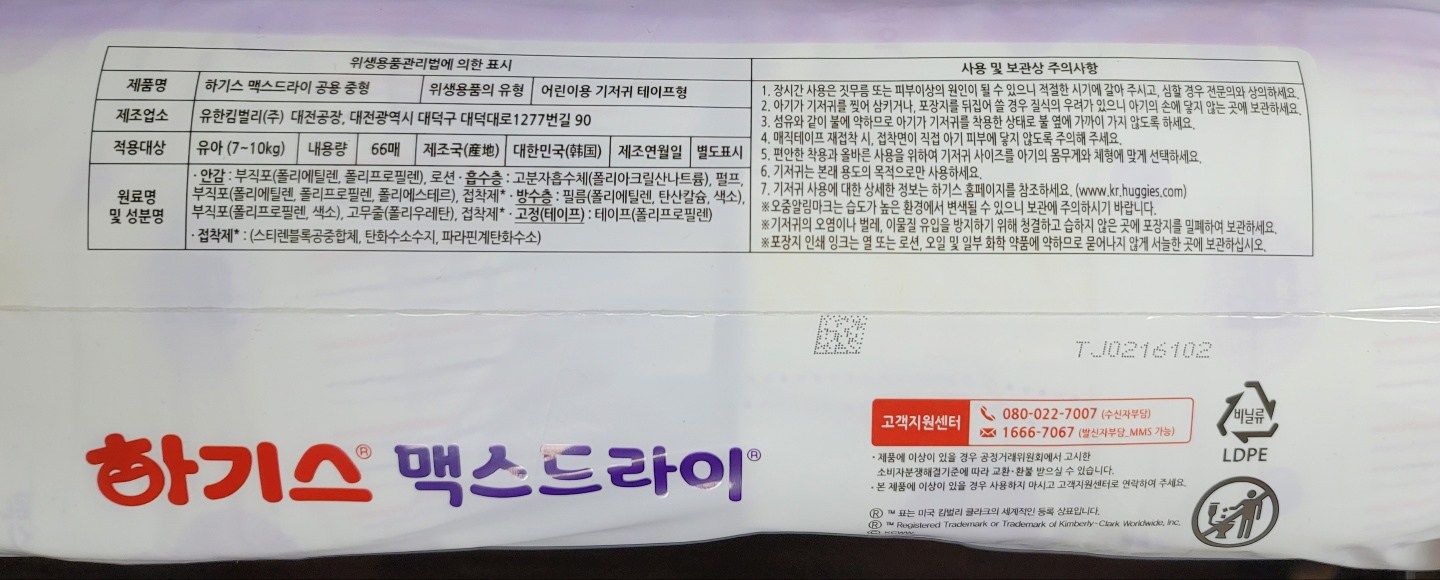 위생용품관리법에 의한 표시
제품명 하기스 맥스드라이 공용 중형 위생용품의 유형 어린이용 기저귀 테이프형
제조업소 유한킴벌리(주) 대전공장, 대전광역시 대덕구 대덕대로1277번길 90
적용대상 유아 (7~10kg) 내용량 66매 제조국(産地) 대한민국(韩国) 제조연월일 별도표시
원료명 및 성분명
· 안감 : 부직포(폴리에틸렌, 폴리프로필렌), 로션 · 흡수층 : 고분자흡수체(폴리아크릴산나트륨), 펄프,
부직포(폴리에틸렌, 폴리프로필렌, 폴리에스테르), 접착제* · 방수층 : 필름(폴리에틸렌, 탄산칼슘, 색소),
부직포(폴리프로필렌, 색소), 고무줄(폴리우레탄), 접착제* · 고정(테이프) : 테이프(폴리프로필렌)
· 접착제* : (스티렌블록공중합체, 탄화수소수지, 파라핀계탄화수소)
사용 및 보관상 주의사항
1. 장시간 사용은 짓무름 또는 피부이상의 원인이 될 수 있으니 적절한 시기에 갈아 주시고, 심할 경우 전문의와 상의하세요.
2. 아기가 기저귀를 찢어 삼키거나, 포장지를 뒤집어 쓸 경우 질식의 우려가 있으니 아기의 손에 닿지 않는 곳에 보관하세요.
3. 섬유와 같이 불에 약하므로 아기가 기저귀를 착용한 상태로 불 옆에 가까이 가지 않도록 하세요.
4. 매직테이프 재접착 시, 접착면이 직접 아기 피부에 닿지 않도록 주의해 주세요.
5. 편안한 착용과 올바른 사용을 위하여 기저귀 사이즈를 아기의 몸무게와 체형에 맞게 선택하세요.
6. 기저귀는 본래 용도의 목적으로만 사용하세요.
7. 기저귀 사용에 대한 상세한 정보는 하기스 홈페이지를 참조하세요. (www.kr.huggies.com)
※오줌알림마크는 습도가 높은 환경에서 변색될 수 있으니 보관에 주의하시기 바랍니다.
※기저귀의 오염이나 벌레, 이물질 유입을 방지하기 위해 청결하고 습하지 않은 곳에 포장지를 밀폐하여 보관하세요.
※포장지 인쇄 잉크는 열 또는 로션, 오일 및 일부 화학 약품에 약하므로 묻어나지 않게 서늘한 곳에 보관하십시오.
TJ0216102
하기스® 맥스드라이®
고객지원센터
080-022-7007 (수신자부담)
1666-7067 (발신자부담_MMS 가능)
· 제품에 이상이 있을 경우 공정거래위원회에서 고시한
소비자분쟁해결기준에 따라 교환·환불 받으실 수 있습니다.
· 본 제품에 이상이 있을 경우 사용하지 마시고 고객지원센터로 연락하여 주세요.
® ™ 표는 미국 킴벌리 클라크의 세계적인 등록 상표입니다.
® ™ Registered Trademark or Trademark of Kimberly-Clark Worldwide, Inc.
© KCWW
비닐류
LDPE